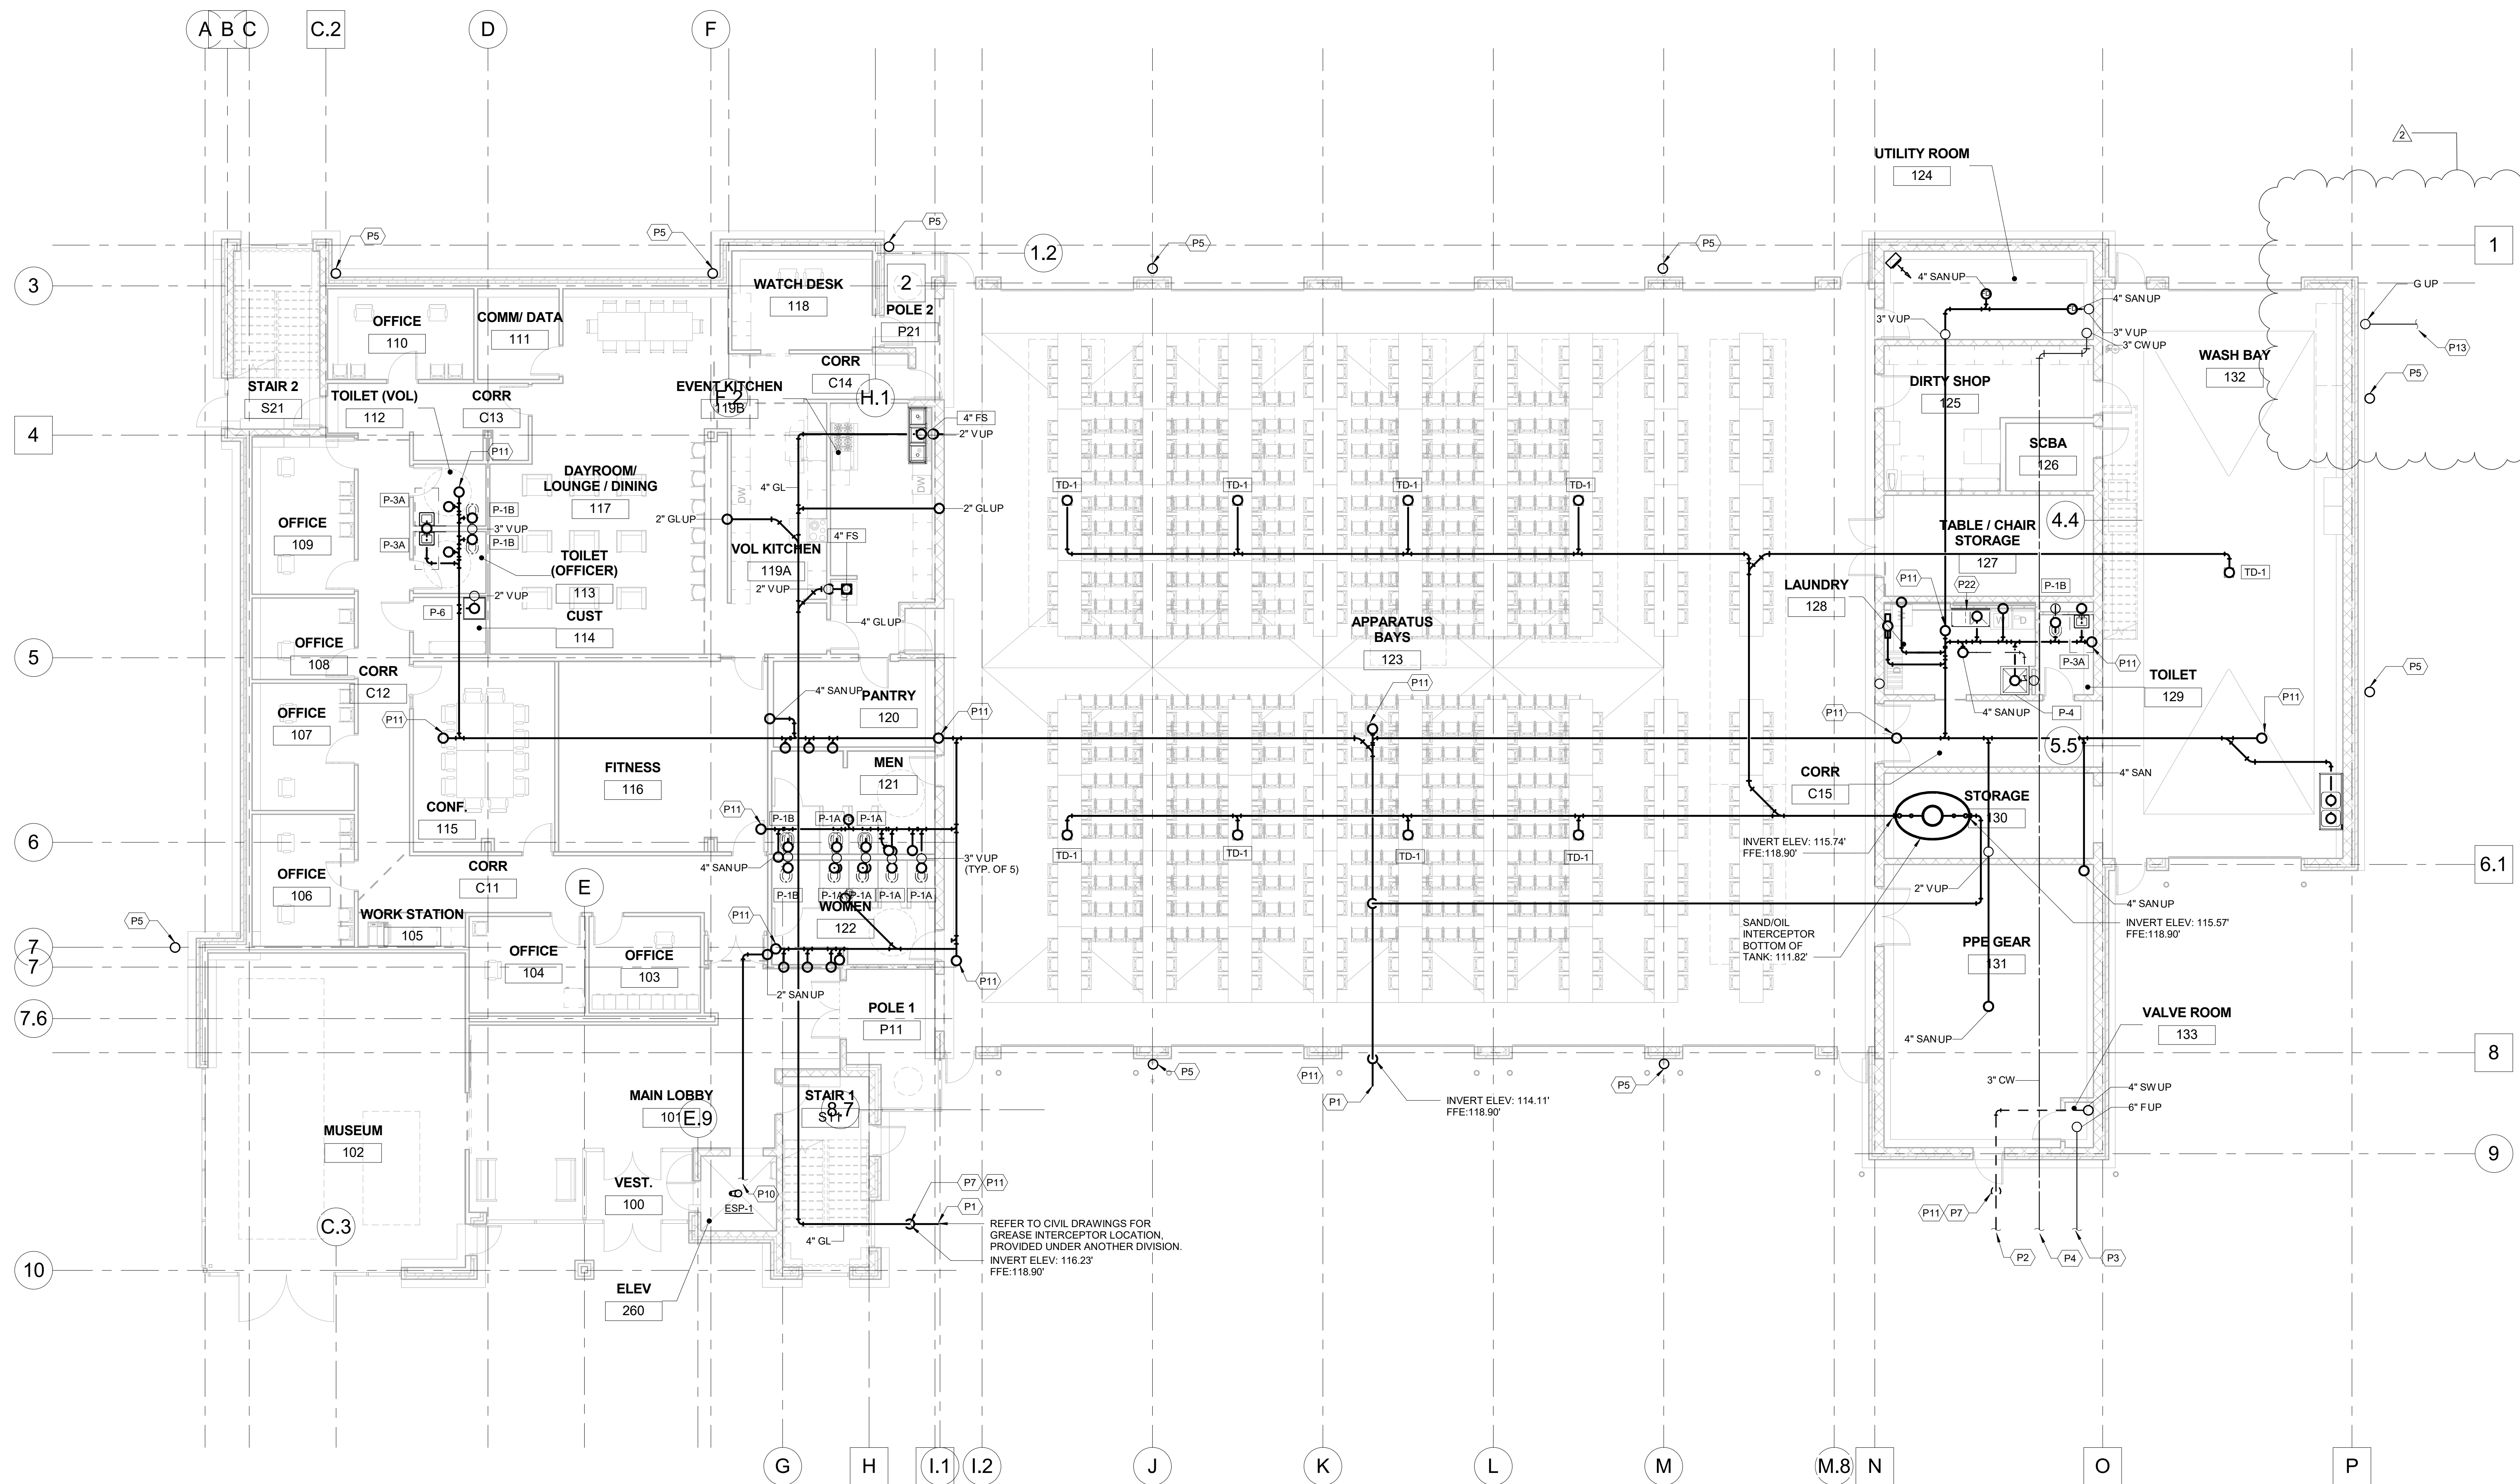 A
B
C
C.2
D
F
2
UTILITY ROOM
124
P5
P5
P5
P5
P5
1.2
1
3
4" SAN UP
4" SAN UP
G UP
WATCH DESK
118
2
POLE 2
P21
OFFICE
110
COMM/ DATA
111
3" V UP
3" V UP
3" CW UP
P13
CORR
C14
WASH BAY
132
STAIR 2
S21
TOILET (VOL)
112
CORR
C13
EVENT KITCHEN
119B
F.2
H.1
DIRTY SHOP
125
P5
4" FS
2" V UP
4
P11
SCBA
126
DAYROOM/
LOUNGE / DINING
117
4" GL
DW
DW
TD-1
TD-1
TD-1
TD-1
P-3A
P-1B
3" V UP
P-1B
P-3A
2" GL UP
2" GL UP
OFFICE
109
4.4
TABLE / CHAIR
STORAGE
127
4" FS
VOL KITCHEN
119A
TOILET
(OFFICER)
113
TD-1
P11
P22
P-1B
LAUNDRY
128
2" V UP
2" V UP
P-6
CUST
114
4" GL UP
APPARATUS
BAYS
123
W
D
OFFICE
108
5
CORR
C12
P-3A
P11
P5
TOILET
129
P11
PANTRY
120
4" SAN UP
OFFICE
107
P11
P11
4" SAN UP
P-4
P11
P11
5.5
MEN
121
FITNESS
116
CORR
C15
4" SAN
CONF.
115
STORAGE
130
P11
P-1B
P-1A
P-1A
6
INVERT ELEV: 115.74'
FFE:118.90'
TD-1
TD-1
TD-1
TD-1
3" V UP
(TYP. OF 5)
4" SAN UP
6.1
CORR
C11
OFFICE
106
E
2" V UP
P-1B
P-1A
P-1A
P-1A
P-1A
4" SAN UP
WORK STATION
105
P11
WOMEN
122
P5
SAND/OIL
INTERCEPTOR
BOTTOM OF
TANK: 111.82'
INVERT ELEV: 115.57'
FFE:118.90'
7
7
OFFICE
104
OFFICE
103
PPE GEAR
131
P11
2" SAN UP
7.6
POLE 1
P11
VALVE ROOM
133
4" SAN UP
8
P5
P11
P5
3" CW
4" SW UP
6" F UP
P1
INVERT ELEV: 114.11'
FFE:118.90'
MAIN LOBBY
101
E.9
STAIR 1
S11
8.7
MUSEUM
102
9
VEST.
100
P10
ESP-1
P7
P11
P1
P11
P7
C.3
REFER TO CIVIL DRAWINGS FOR
GREASE INTERCEPTOR LOCATION,
PROVIDED UNDER ANOTHER DIVISION.
4" GL
INVERT ELEV: 116.23'
FFE:118.90'
P2
P4
P3
10
ELEV
260
G
H
I.1
I.2
J
K
L
M
M.8
N
O
P